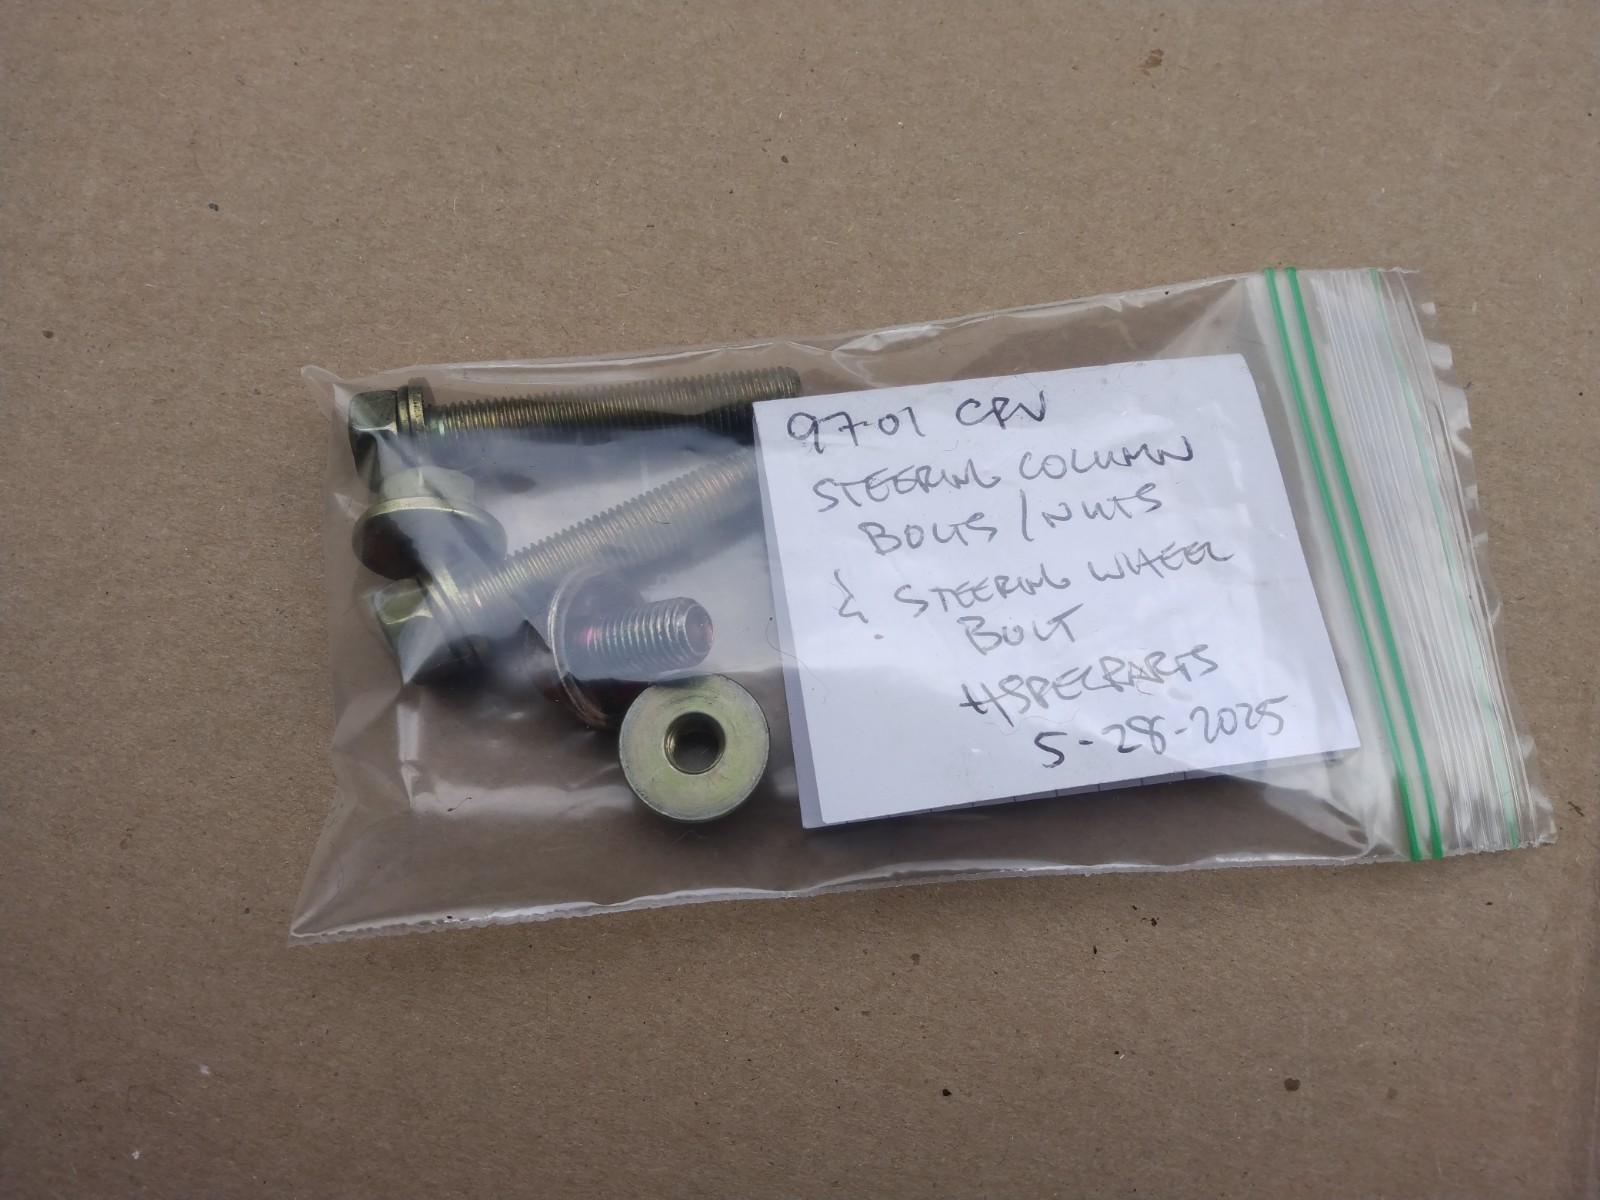 97-01 CRV
STEERING COLUMN
BOLTS/NUTS
& STEERING WHEEL
BOLT
HSPECPARTS
5-28-2025